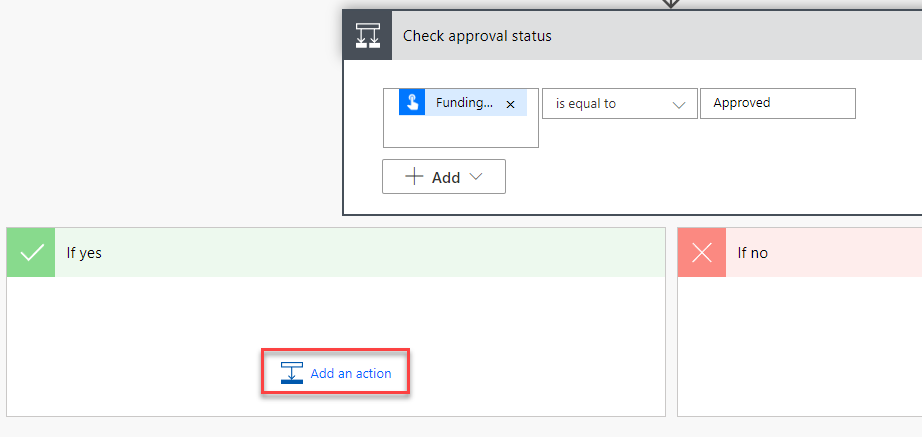 Check approval status
Funding... × is equal to Approved
+ Add
If yes
If no
Add an action